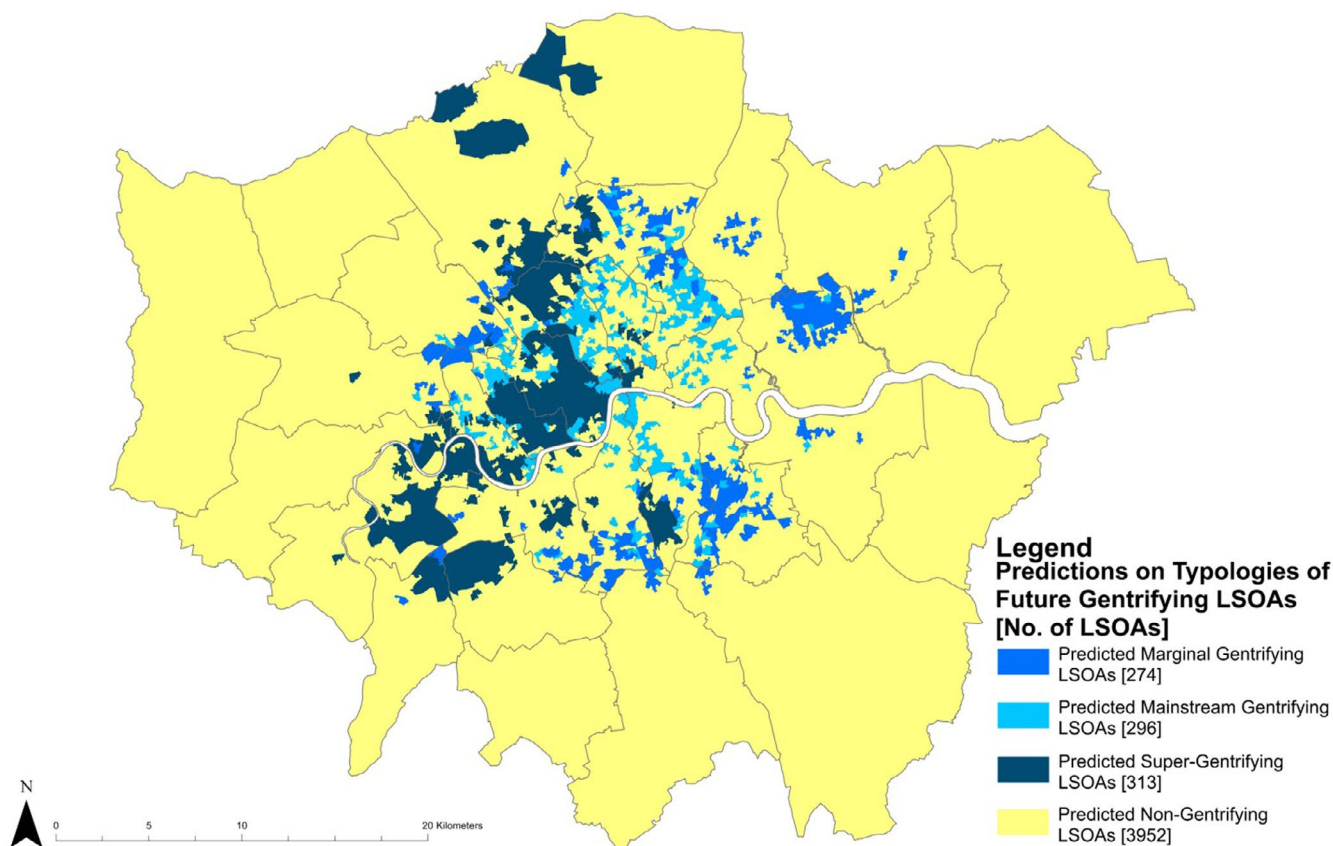 Legend
Predictions on Typologies of
Future Gentrifying LSOAs
[No. of LSOAs]
Predicted Marginal Gentrifying
LSOAs [274]
Predicted Mainstream Gentrifying
LSOAs [296]
Predicted Super-Gentrifying
LSOAs [313]
Predicted Non-Gentrifying
LSOAs [3952]
N
0 5 10 20 Kilometers